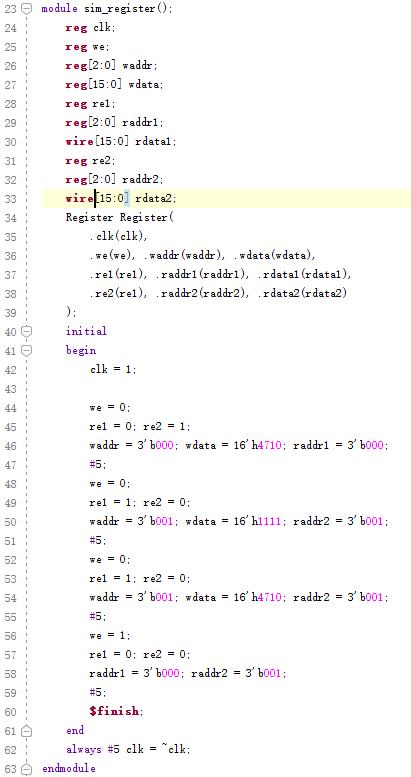 23 module sim_register();
24 reg clk;
25 reg we;
26 reg[2:0] waddr;
27 reg[15:0] wdata;
28 reg re1;
29 reg[2:0] raddr1;
30 wire[15:0] rdata1;
31 reg re2;
32 reg[2:0] raddr2;
33 wire[15:0] rdata2;
34 Register Register(
35 .clk(clk),
36 .we(we), .waddr(waddr), .wdata(wdata),
37 .re1(re1), .raddr1(raddr1), .rdata1(rdata1),
38 .re2(re1), .raddr2(raddr2), .rdata2(rdata2)
39 );
40 initial
41 begin
42 clk = 1;
43
44 we = 0;
45 re1 = 0; re2 = 1;
46 waddr = 3'b000; wdata = 16'h4710; raddr1 = 3'b000;
47 #5;
48 we = 0;
49 re1 = 1; re2 = 0;
50 waddr = 3'b001; wdata = 16'h1111; raddr2 = 3'b001;
51 #5;
52 we = 0;
53 re1 = 1; re2 = 0;
54 waddr = 3'b001; wdata = 16'h4710; raddr2 = 3'b001;
55 #5;
56 we = 1;
57 re1 = 0; re2 = 0;
58 raddr1 = 3'b000; raddr2 = 3'b001;
59 #5;
60 $finish;
61 end
62 always #5 clk = ~clk;
63 endmodule